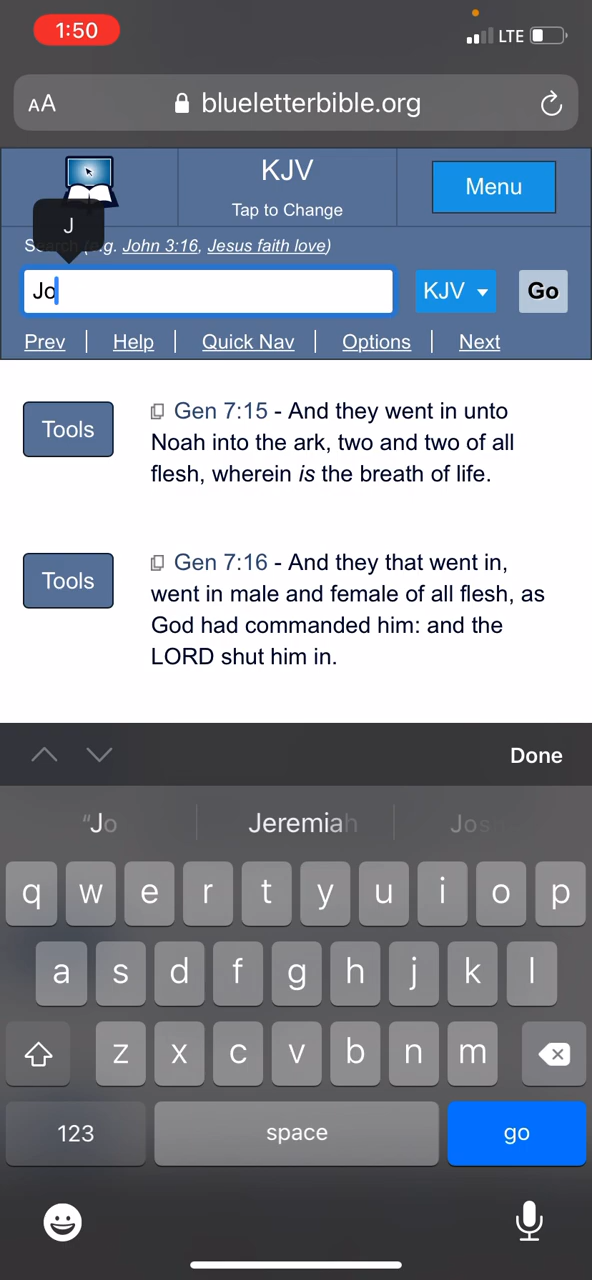 1:50
LTE
AA
blueletterbible.org
KJV
Tap to Change
Menu
J
Search (e.g. John 3:16, Jesus faith love)
Jo
KJV
Go
Prev | Help | Quick Nav | Options | Next
Tools
Gen 7:15 - And they went in unto
Noah into the ark, two and two of all
flesh, wherein is the breath of life.
Tools
Gen 7:16 - And they that went in,
went in male and female of all flesh, as
God had commanded him: and the
LORD shut him in.
Done
“Jo
Jeremiah
Josh
q w e r t y u i o p
a s d f g h j k l
z x c v b n m
123
space
go